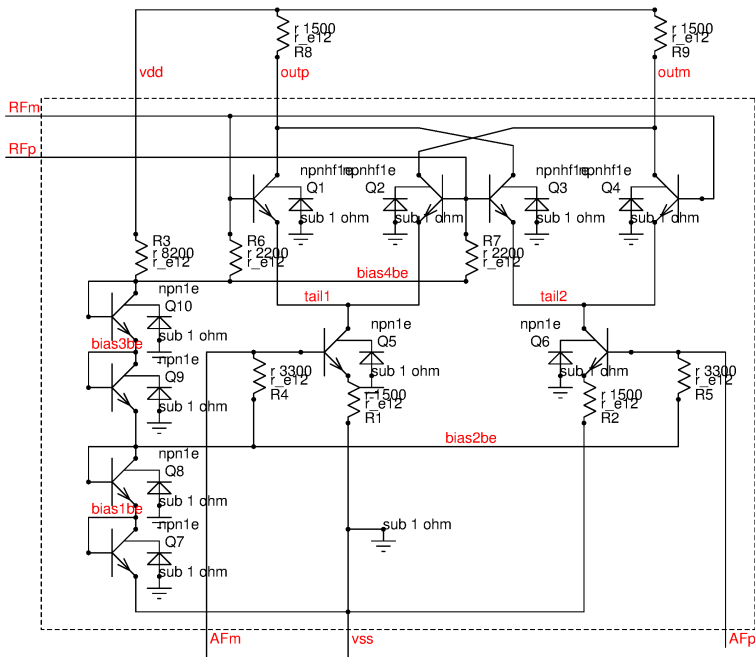 r 1500
r_e12
R8
r 1500
r_e12
R9
vdd
outp
outm
RFm
RFp
npnhf1e
Q1
sub 1 ohm
npnhf1e
Q2
sub 1 ohm
npnhf1e
Q3
sub 1 ohm
npnhf1e
Q4
sub 1 ohm
R3
r 8200
r_e12
R6
r 2200
r_e12
R7
r 2200
r_e12
bias4be
npn1e
Q10
sub 1 ohm
tail1
tail2
npn1e
Q5
sub 1 ohm
npn1e
Q6
sub 1 ohm
bias3be
npn1e
Q9
sub 1 ohm
r 3300
r_e12
R4
r 1500
r_e12
R1
r 1500
r_e12
R2
r 3300
r_e12
R5
bias2be
npn1e
Q8
sub 1 ohm
bias1be
npn1e
Q7
sub 1 ohm
sub 1 ohm
AFm
vss
AFp